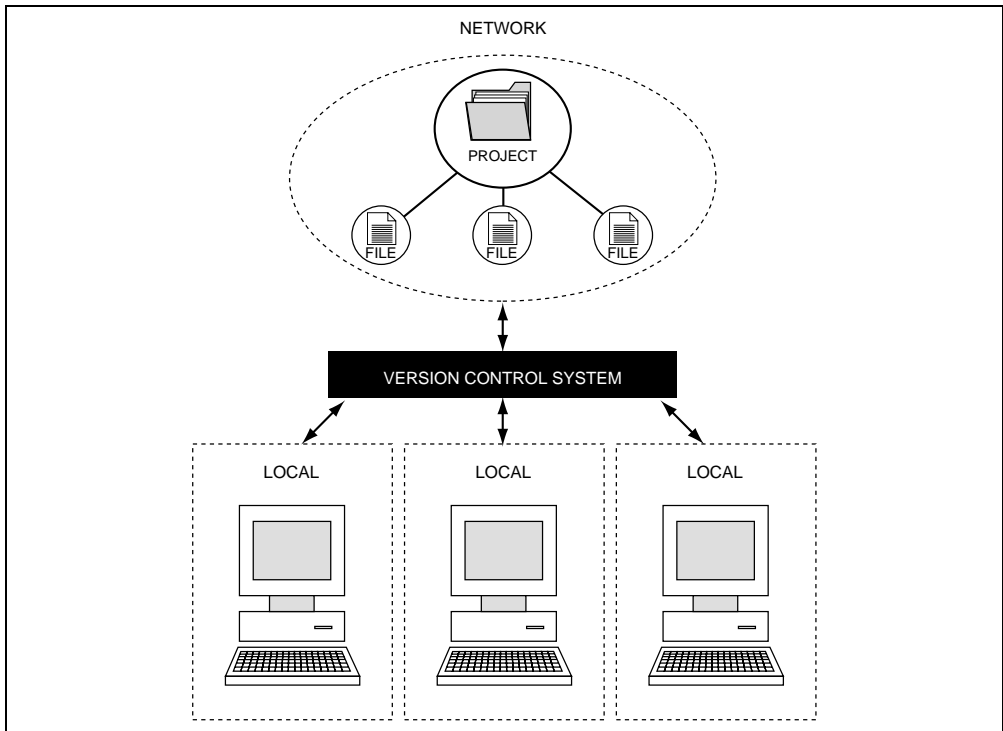 NETWORK
PROJECT
FILE
FILE
FILE
VERSION CONTROL SYSTEM
LOCAL
LOCAL
LOCAL